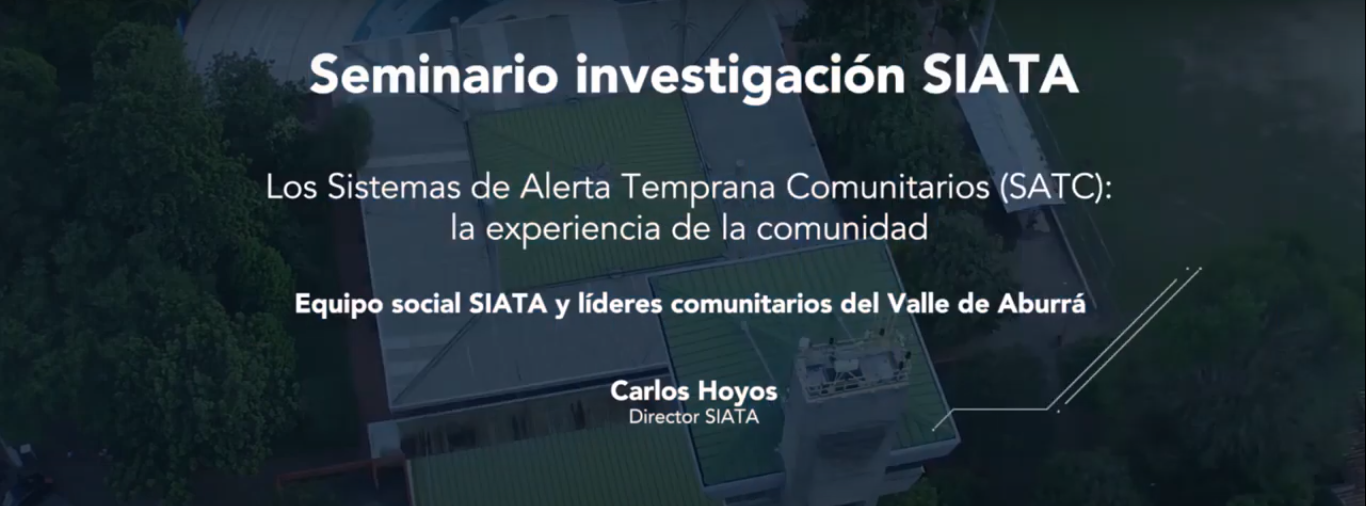 Seminario investigación SIATA
Los Sistemas de Alerta Temprana Comunitarios (SATC):
la experiencia de la comunidad
Equipo social SIATA y líderes comunitarios del Valle de Aburrá
Carlos Hoyos
Director SIATA